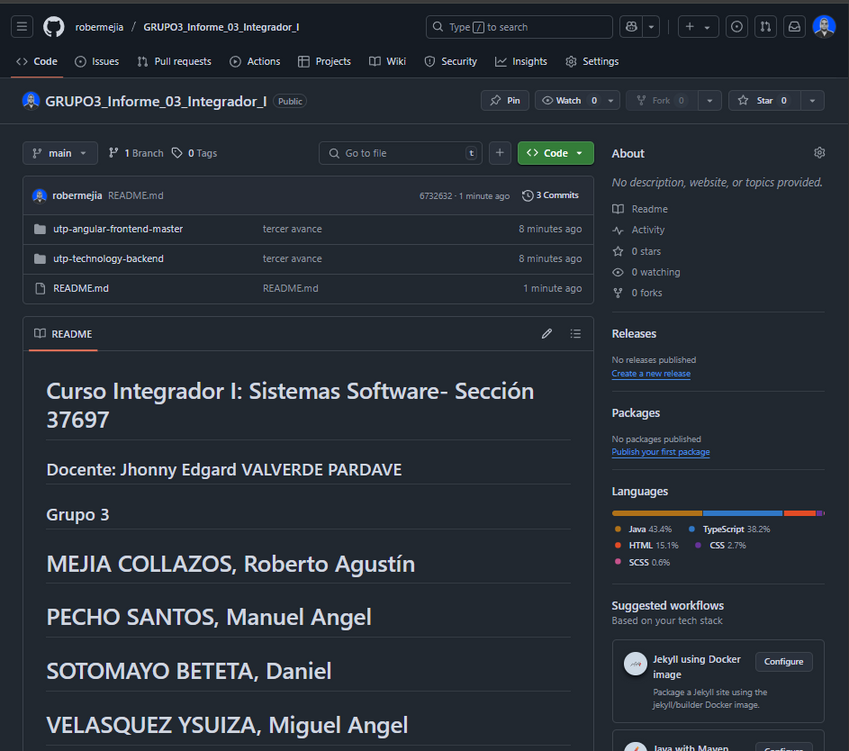 robermejia / GRUPO3_Informe_03_Integrador_I
Type / to search
Code Issues Pull requests Actions Projects Wiki Security Insights Settings
GRUPO3_Informe_03_Integrador_I Public
Pin Watch 0 Fork 0 Star 0
main 1 Branch 0 Tags Go to file t + Code
robermejia README.md 6732632 · 1 minute ago 3 Commits
utp-angular-frontend-master tercer avance 8 minutes ago
utp-technology-backend tercer avance 8 minutes ago
README.md README.md 1 minute ago
README
Curso Integrador I: Sistemas Software- Sección
37697
Docente: Jhonny Edgard VALVERDE PARDAVE
Grupo 3
MEJIA COLLAZOS, Roberto Agustín
PECHO SANTOS, Manuel Angel
SOTOMAYO BETETA, Daniel
VELASQUEZ YSUIZA, Miguel Angel
About
No description, website, or topics provided.
Readme
Activity
0 stars
0 watching
0 forks
Releases
No releases published
Create a new release
Packages
No packages published
Publish your first package
Languages
Java 43.4% TypeScript 38.2%
HTML 15.1% CSS 2.7%
SCSS 0.6%
Suggested workflows
Based on your tech stack
Jekyll using Docker
image
Configure
Package a Jekyll site using the
jekyll/builder Docker image.
Java with Maven
Configure